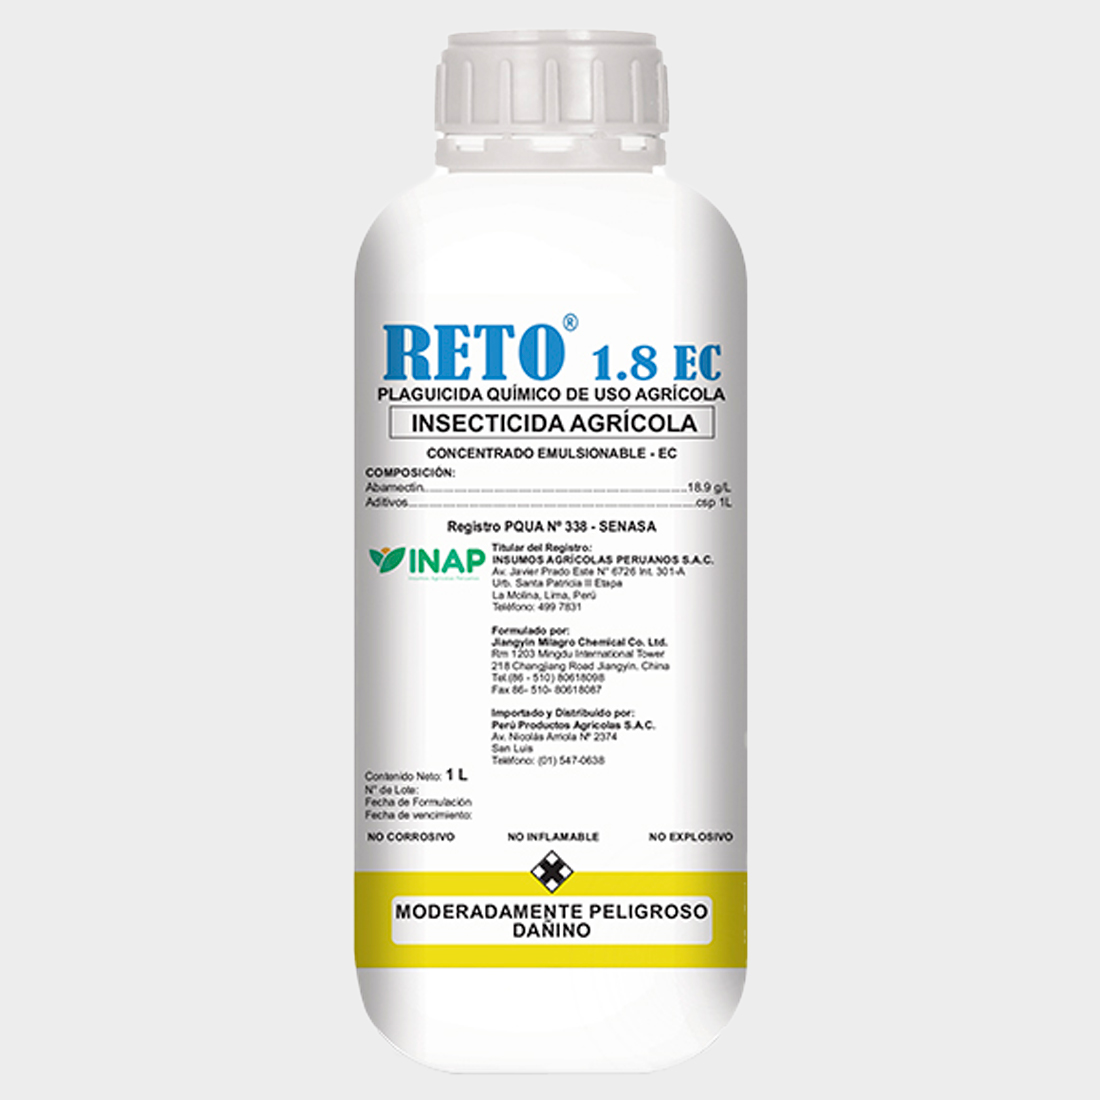 RETO® 1.8 EC
PLAGUICIDA QUÍMICO DE USO AGRÍCOLA
INSECTICIDA AGRÍCOLA
CONCENTRADO EMULSIONABLE - EC
COMPOSICIÓN:
Abamectin..........................................................18.9 g/L
Aditivos..............................................................csp 1L
Registro PQUA Nº 338 - SENASA
INAP
Insumos Agrícolas Peruanos
Titular del Registro:
INSUMOS AGRÍCOLAS PERUANOS S.A.C.
Av. Javier Prado Este N° 6726 Int. 301-A
Urb. Santa Patricia II Etapa
La Molina, Lima, Perú
Teléfono: 499 7831
Formulado por:
Jiangyin Milagro Chemical Co. Ltd.
Rm 1203 Mingdu International Tower
218 Changjiang Road Jiangyin, China
Tel.(86 - 510) 80618098
Fax 86- 510- 80618087
Importado y Distribuido por:
Perú Productos Agrícolas S.A.C.
Av. Nicolás Arriola Nº 2374
San Luis
Teléfono: (01) 547-0638
Contenido Neto: 1 L
N° de Lote:
Fecha de Formulación
Fecha de vencimiento:
NO CORROSIVO NO INFLAMABLE NO EXPLOSIVO
MODERADAMENTE PELIGROSO
DAÑINO